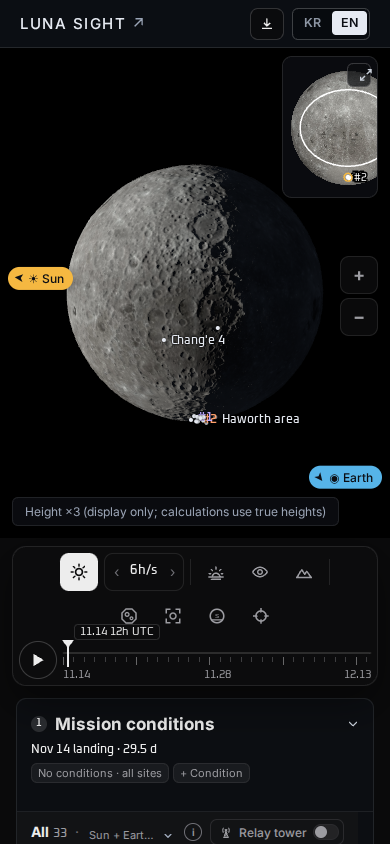 LUNA SIGHT
KR EN
#2
Sun
Chang'e 4
#2 Haworth area
Earth
Height ×3 (display only; calculations use true heights)
6h/s
11.14 12h UTC
11.14 11.28 12.13
1 Mission conditions
Nov 14 landing · 29.5 d
No conditions · all sites + Condition
All 33 · Sun + Eart... i Relay tower